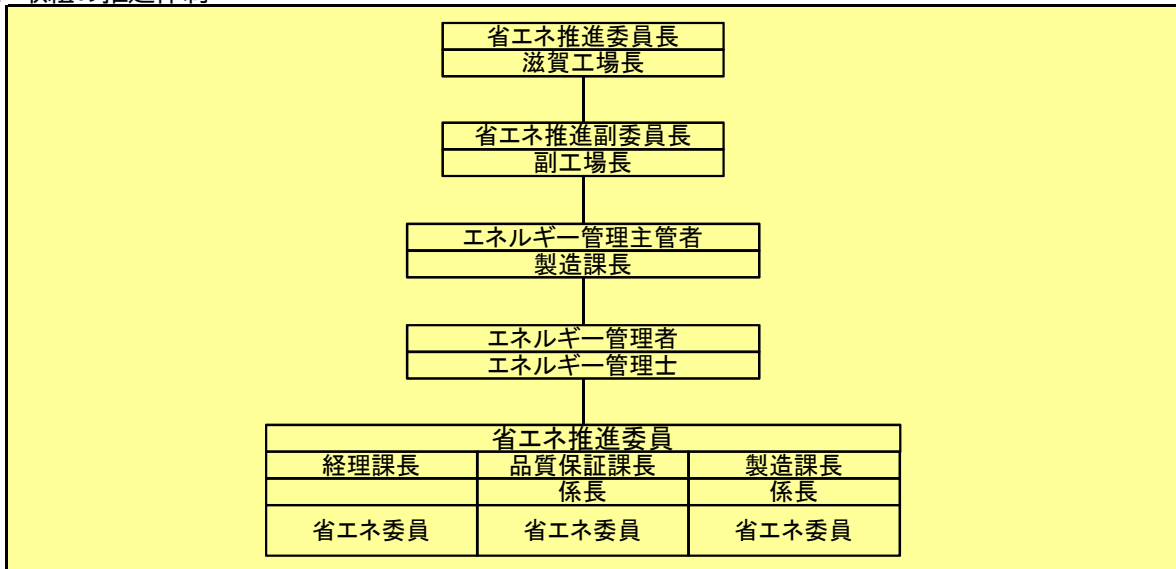 省エネ推進委員長
滋賀工場長
省エネ推進副委員長
副工場長
エネルギー管理主管者
製造課長
エネルギー管理者
エネルギー管理士
省エネ推進委員
経理課長 品質保証課長 製造課長
係長 係長
省エネ委員 省エネ委員 省エネ委員